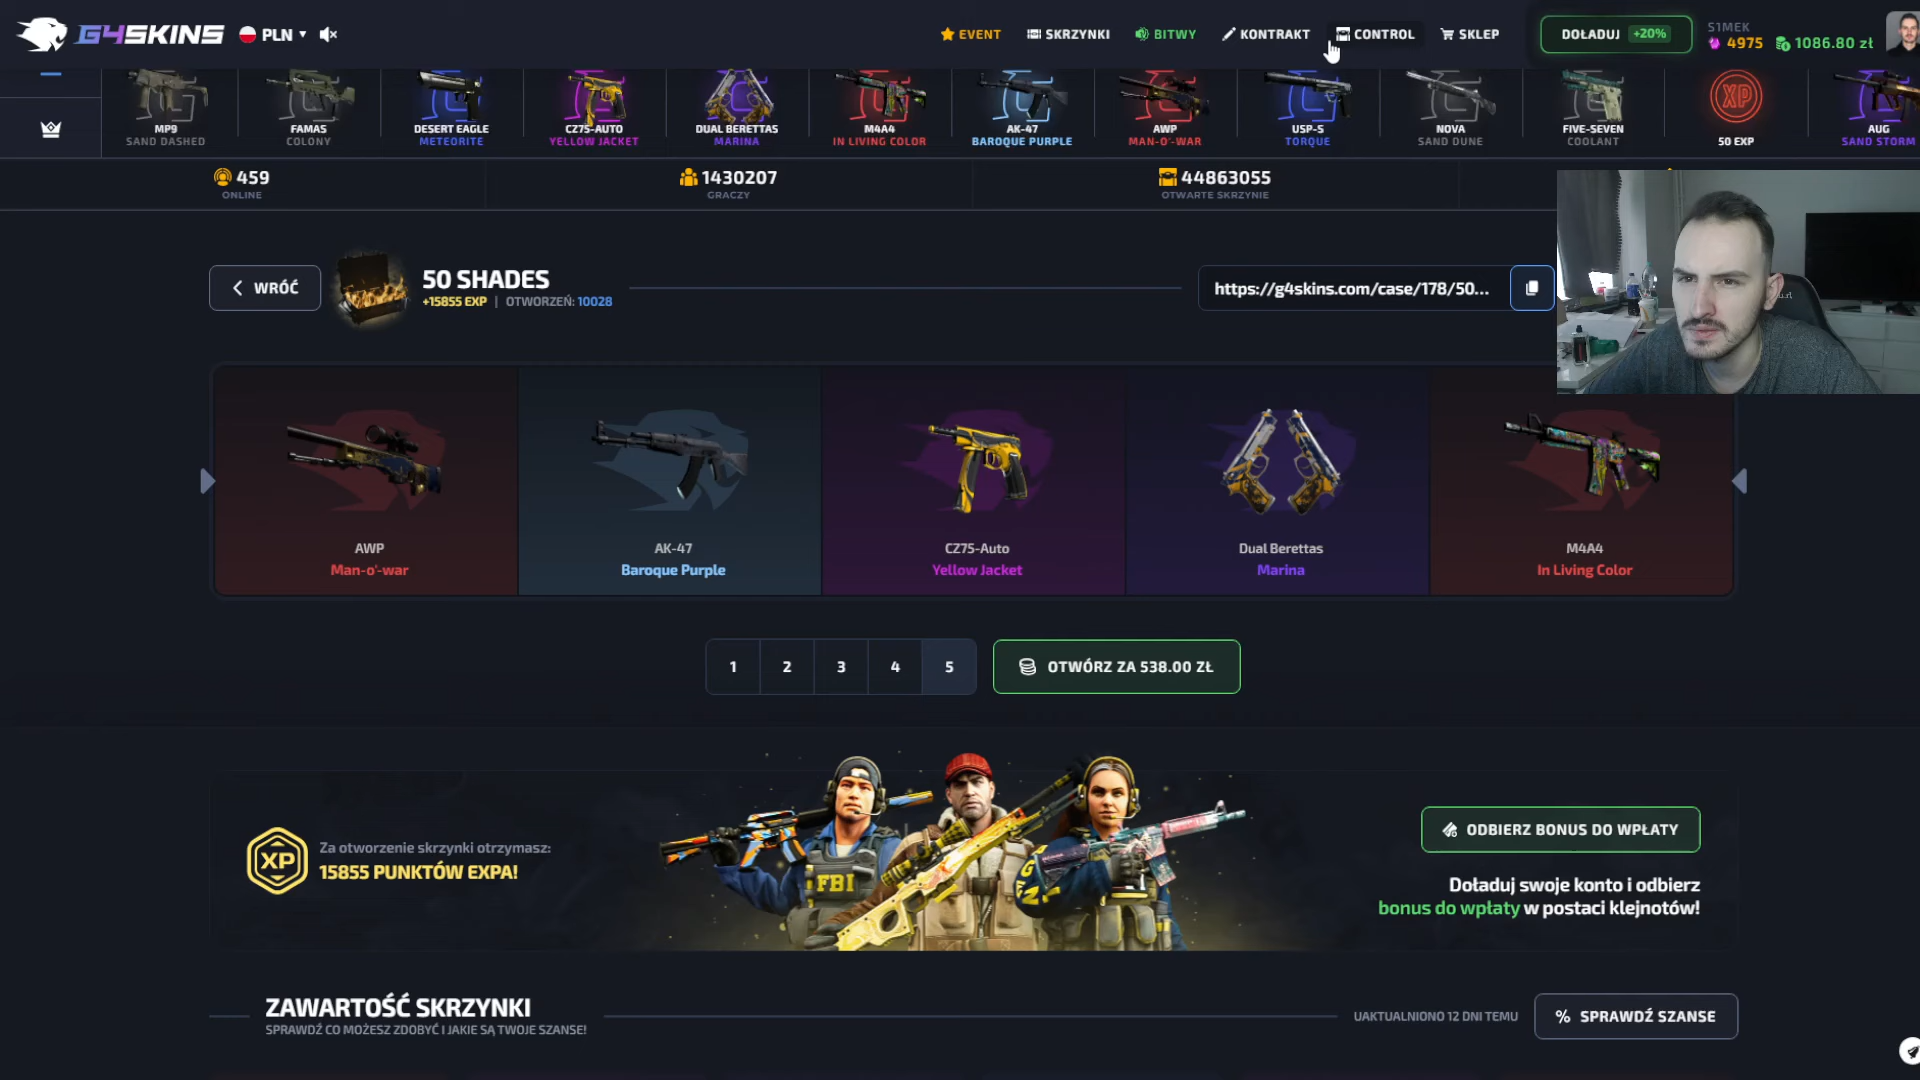 G4SKINS
PLN
EVENT
SKRZYNKI
BITWY
KONTRAKT
CONTROL
SKLEP
DOŁADUJ +20%
S1MEK
4975
1086.80 zł
MP9
SAND DASHED
FAMAS
COLONY
DESERT EAGLE
METEORITE
CZ75-AUTO
YELLOW JACKET
DUAL BERETTAS
MARINA
M4A4
IN LIVING COLOR
AK-47
BAROQUE PURPLE
AWP
MAN-O'-WAR
USP-S
TORQUE
NOVA
SAND DUNE
FIVE-SEVEN
COOLANT
XP
50 EXP
AUG
SAND STORM
459
ONLINE
1430207
GRACZY
44863055
OTWARTE SKRZYNIE
WRÓĆ
50 SHADES
+15855 EXP | OTWORZEŃ: 10028
https://g4skins.com/case/178/50...
AWP
Man-o'-war
AK-47
Baroque Purple
CZ75-Auto
Yellow Jacket
Dual Berettas
Marina
M4A4
In Living Color
1
2
3
4
5
OTWÓRZ ZA 538.00 ZŁ
XP
Za otworzenie skrzynki otrzymasz:
15855 PUNKTÓW EXPA!
FBI
ODBIERZ BONUS DO WPŁATY
Doładuj swoje konto i odbierz
bonus do wpłaty w postaci klejnotów!
ZAWARTOŚĆ SKRZYNKI
SPRAWDŹ CO MOŻESZ ZDOBYĆ I JAKIE SĄ TWOJE SZANSE!
UAKTUALNIONO 12 DNI TEMU
% SPRAWDŹ SZANSE